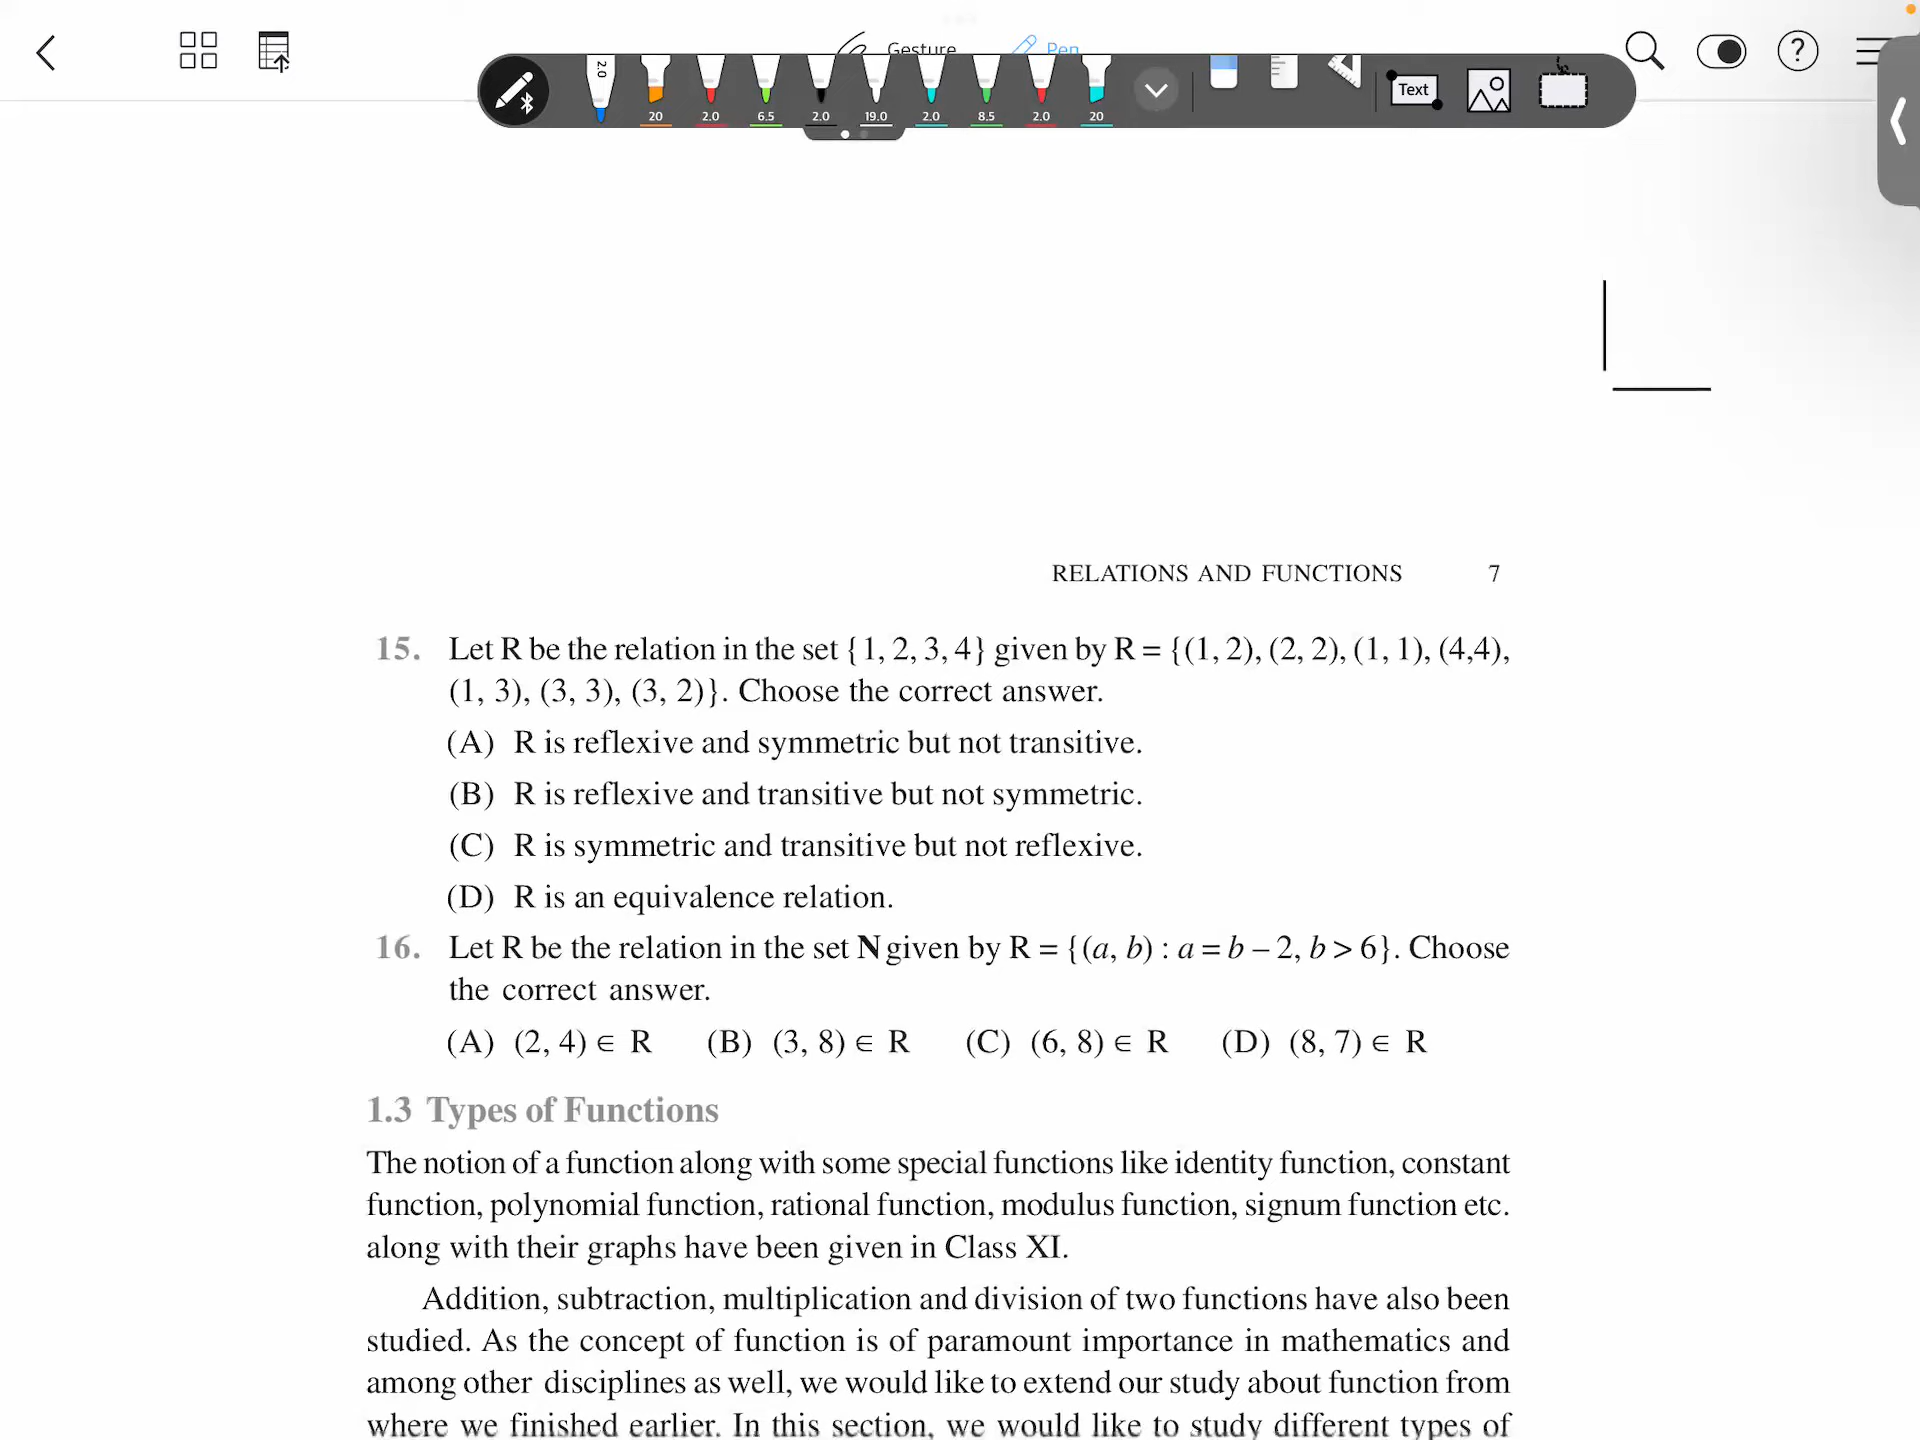 Gesture Pen
2.0 20 2.0 6.5 2.0 19.0 2.0 8.5 2.0 20 Text ?
RELATIONS AND FUNCTIONS 7
15. Let R be the relation in the set {1, 2, 3, 4} given by R = {(1, 2), (2, 2), (1, 1), (4,4),
(1, 3), (3, 3), (3, 2)}. Choose the correct answer.
(A) R is reflexive and symmetric but not transitive.
(B) R is reflexive and transitive but not symmetric.
(C) R is symmetric and transitive but not reflexive.
(D) R is an equivalence relation.
16. Let R be the relation in the set N given by R = {(a, b) : a = b – 2, b > 6}. Choose
the correct answer.
(A) (2, 4) ∈ R (B) (3, 8) ∈ R (C) (6, 8) ∈ R (D) (8, 7) ∈ R
1.3 Types of Functions
The notion of a function along with some special functions like identity function, constant
function, polynomial function, rational function, modulus function, signum function etc.
along with their graphs have been given in Class XI.
Addition, subtraction, multiplication and division of two functions have also been
studied. As the concept of function is of paramount importance in mathematics and
among other disciplines as well, we would like to extend our study about function from
where we finished earlier. In this section, we would like to study different types of